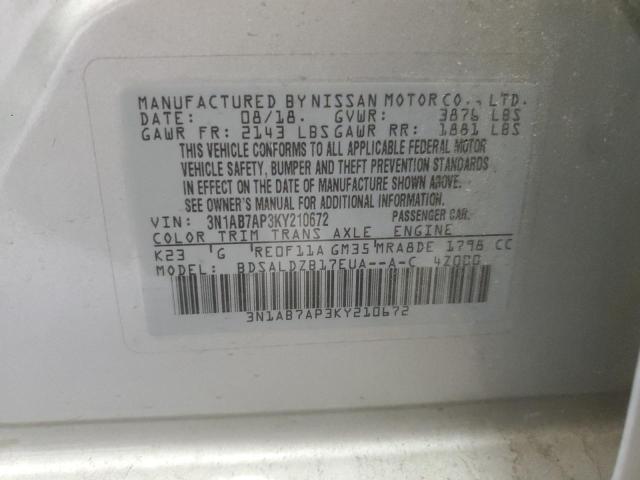 MANUFACTURED BY NISSAN MOTOR CO., LTD.
DATE: 08/18. GVWR: 3876 LBS
GAWR FR: 2143 LBS GAWR RR: 1881 LBS
THIS VEHICLE CONFORMS TO ALL APPLICABLE FEDERAL MOTOR
VEHICLE SAFETY, BUMPER AND THEFT PREVENTION STANDARDS
IN EFFECT ON THE DATE OF MANUFACTURE SHOWN ABOVE.
SEE OWNER'S MANUAL FOR ADDITIONAL INFORMATION.
VIN: 3N1AB7AP3KY210672 PASSENGER CAR.
COLOR TRIM TRANS AXLE ENGINE
K23 G RE0F11A GM35 MRA8DE 1798 CC
MODEL: BDSALDZB17EUA--A-C 4Z000
3N1AB7AP3KY210672